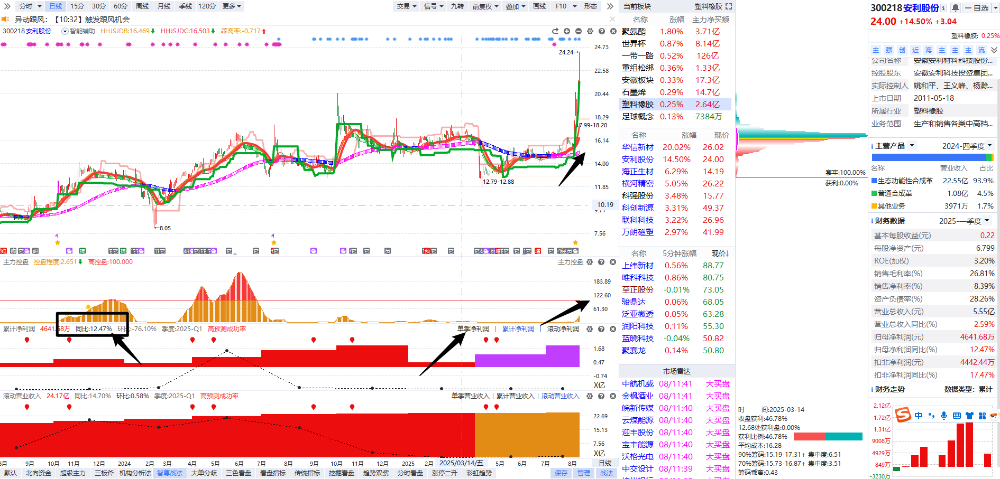 分时 日线 15分 30分 60分 周线 月线 季线 120分 更多
交易 信号 九转 前复权 叠加 画线 F10 形态
异动跟风： 【10:32】触发跟风机会
300218 安利股份 智能辅助 HHJSJDB:16.469 HHJSJDC:16.503 乖离率:-0.717
24.73
24.24
22.58
20.44
18.29
7.99-18.20
16.14
14.00
12.79-12.88
11.85
10.19
9.71
8.05
7.56
主力控盘 控盘程度:2.651 高控盘:100.000 主力控盘
183.89
122.60
61.30
累计净利润 4641.68万 同比:12.47% 环比:-76.10% 季度:2025-Q1 高预测成功率 单季净利润 累计净利润 滚动净利润
1.68
0.47
-0.74
X亿
滚动营业收入 24.17亿 同比:14.70% 环比:0.58% 季度:2025-Q1 高预测成功率 单季营业收入 累计营业收入 滚动营业收入
22.69
15.13
7.56
X亿
8月 9月 10月 11月 12月 2024 2月 3月 4月 5月 6月 7月 8月 9月 10月 11月 12月 2025 2月 2025/03/14/五 5月 6月 7月 8月 日线
默认 北向资金 超级主力 三板斧 机构分析法 智尊战法 大单分歧 三色看盘 看盘指标 传统指标 挖掘看盘 趋势双紫 分时看盘 涨停二升 彩虹趋势 保存 管理 战法
当前板块 塑料橡胶
名称 涨幅 主力净买额
聚氨酯 1.80% 3.71亿
世界杯 0.87% 8.14亿
一带一路 0.52% 126亿
重组松绑 0.36% 1.33亿
安徽板块 0.33% 17.3亿
石墨烯 0.29% 14.7亿
塑料橡胶 0.25% 2.64亿
足球概念 0.13% -7384万
名称 涨幅 现价
华信新材 20.02% 26.02
安利股份 14.50% 24.00
海正生材 6.29% 14.19
横河精密 5.05% 26.22
科强股份 3.48% 15.77
科创新源 3.31% 49.37
联科科技 3.22% 26.96
万朗磁塑 2.97% 41.99
名称 5分钟涨幅 现价↓
上纬新材 0.56% 88.77
唯科科技 0.86% 80.75
至正股份 -0.01% 73.05
骏鼎达 0.06% 68.05
泛亚微透 0.05% 63.28
润阳科技 0.11% 55.30
蓝晓科技 -0.04% 50.82
聚赛龙 0.14% 50.80
市场雷达
中航机载 08/11:41 大买盘
金枫酒业 08/11:41 大买盘
皖新传媒 08/11:40 大买盘
云煤能源 08/11:40 大买盘
迎丰股份 08/11:40 大买盘
宝丰能源 08/11:40 大买盘
沃格光电 08/11:40 大买盘
中交设计 08/11:39 大买盘
套牢:100.00%
获利:0.00%
时 间:2025-03-14
收盘获利:46.78%
12.68处获利盘:0.00%
获利比例:46.78%
平均成本:16.28
90%筹码:15.19-17.31+ 集中度:6.51
70%筹码:15.73-16.87+ 集中度:3.51
筹码乖离:0.43
300218 安利股份 自选
24.00 +14.50% +3.04
塑料橡胶: 0.25%
主 强 创 近 海 主 主 主 流
公司名称 安徽安利材料科技股份...
控股股东 安徽安利科技投资集团...
实际控制人 姚和平、王义峰、杨滁...
上市日期 2011-05-18
所属行业 塑料橡胶
业务范围 生产和销售各类中高档...
主营产品 2024-四季度
名称 营业收入 占比
生态功能性合成革 22.55亿 93.9%
普通合成革 1.08亿 4.5%
其他业务 3971万 1.7%
财务数据 2025-一季度
基本每股收益(元) 0.22
每股净资产(元) 6.799
ROE(加权) 3.20%
销售毛利率(%) 26.81%
销售净利率(%) 8.39%
资产负债率(%) 28.26%
营业总收入(元) 5.55亿
营业总收入同比(%) 2.59%
归母净利润(元) 4641.68万
归母净利润同比(%) 12.47%
扣非净利润(元) 4442.44万
扣非净利润同比(%) 17.47%
财务走势 数据类型: 累计
2.12亿
1.72亿
1.31亿
9008万
4929万
849万
-3230万
中